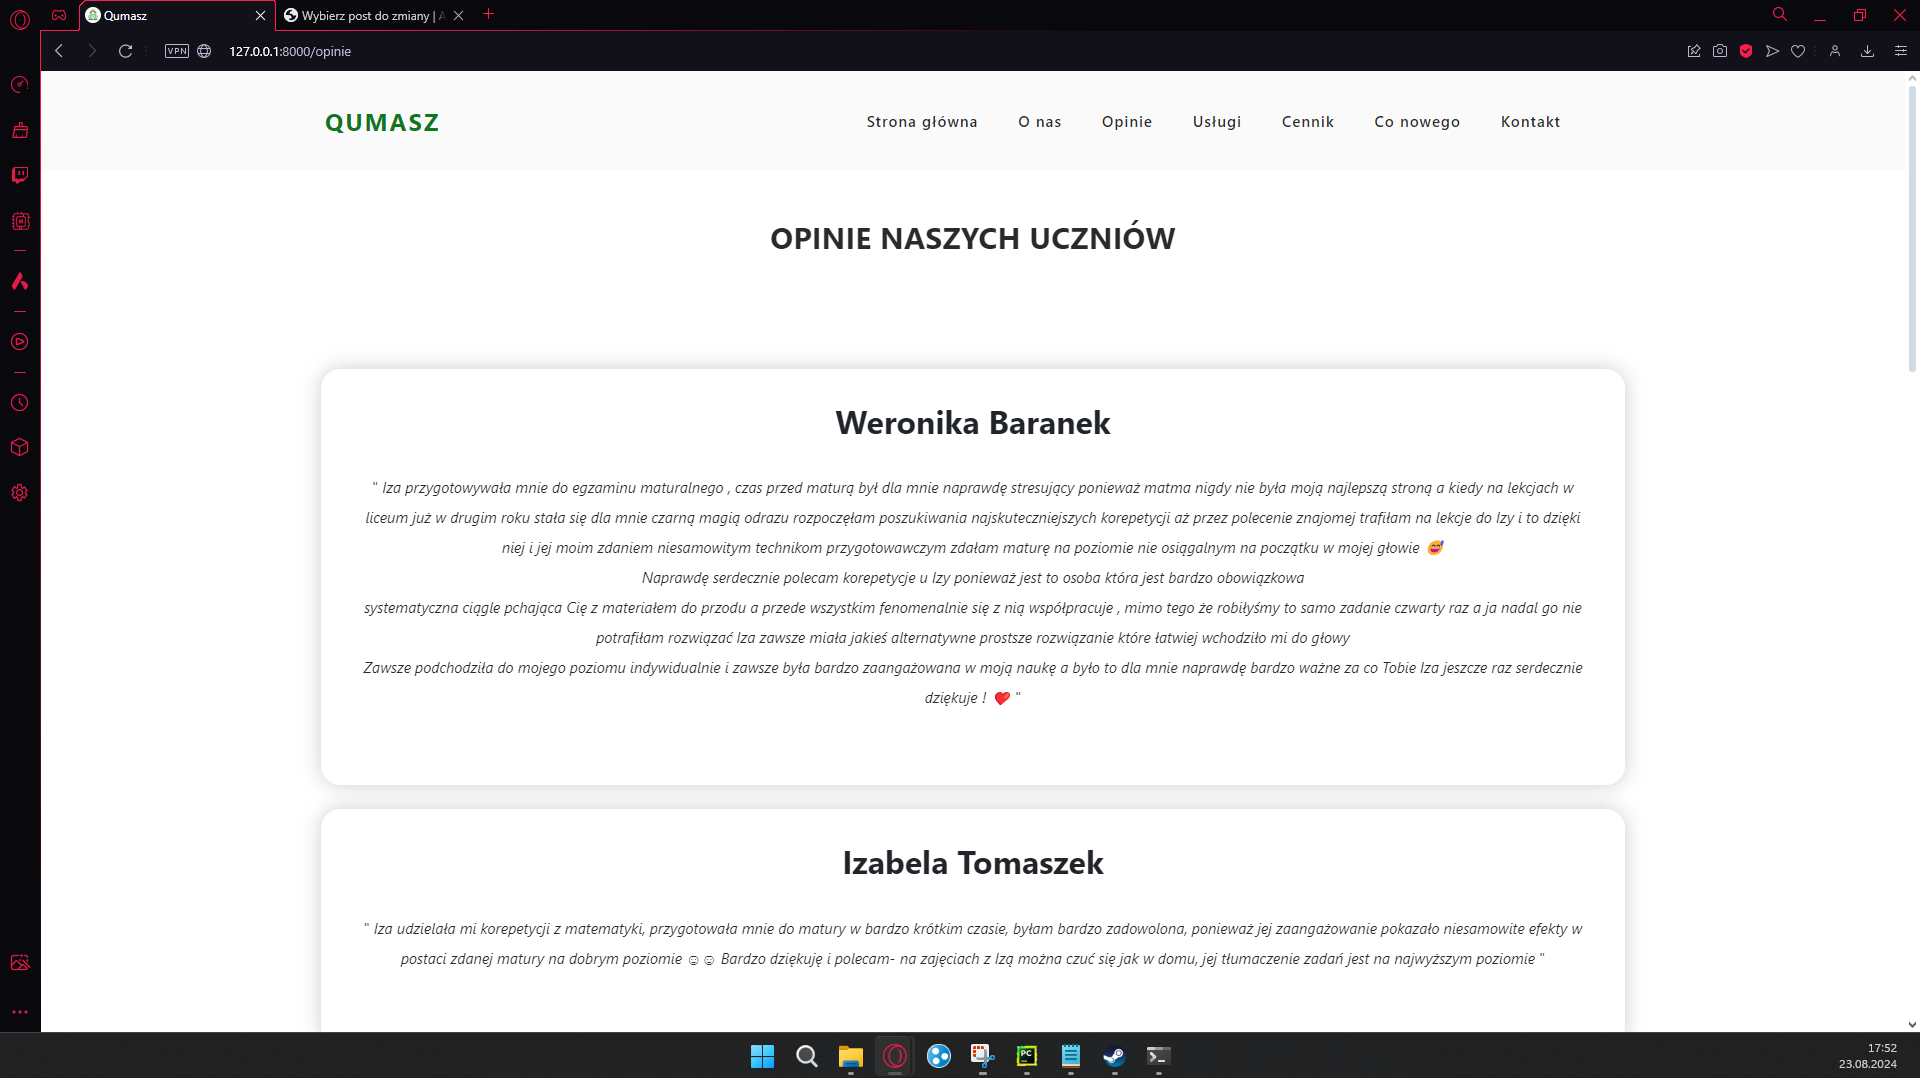 Qumasz
Wybierz post do zmiany | A
VPN
127.0.0.1:8000/opinie
QUMASZ
Strona główna
O nas
Opinie
Usługi
Cennik
Co nowego
Kontakt
OPINIE NASZYCH UCZNIÓW
Weronika Baranek
" Iza przygotowywała mnie do egzaminu maturalnego , czas przed maturą był dla mnie naprawdę stresujący ponieważ matma nigdy nie była moją najlepszą stroną a kiedy na lekcjach w
liceum już w drugim roku stała się dla mnie czarną magią odrazu rozpoczęłam poszukiwania najskuteczniejszych korepetycji aż przez polecenie znajomej trafiłam na lekcje do Izy i to dzięki
niej i jej moim zdaniem niesamowitym technikom przygotowawczym zdałam maturę na poziomie nie osiągalnym na początku w mojej głowie 😅
Naprawdę serdecznie polecam korepetycje u Izy ponieważ jest to osoba która jest bardzo obowiązkowa
systematyczna ciągle pchająca Cię z materiałem do przodu a przede wszystkim fenomenalnie się z nią współpracuje , mimo tego że robiłyśmy to samo zadanie czwarty raz a ja nadal go nie
potrafiłam rozwiązać Iza zawsze miała jakieś alternatywne prostsze rozwiązanie które łatwiej wchodziło mi do głowy
Zawsze podchodziła do mojego poziomu indywidualnie i zawsze była bardzo zaangażowana w moją naukę a było to dla mnie naprawdę bardzo ważne za co Tobie Iza jeszcze raz serdecznie
dziękuje ! ❤️ "
Izabela Tomaszek
" Iza udzielała mi korepetycji z matematyki, przygotowała mnie do matury w bardzo krótkim czasie, byłam bardzo zadowolona, ponieważ jej zaangażowanie pokazało niesamowite efekty w
postaci zdanej matury na dobrym poziomie ☺☺ Bardzo dziękuję i polecam- na zajęciach z Izą można czuć się jak w domu, jej tłumaczenie zadań jest na najwyższym poziomie "
PC
17:52
23.08.2024